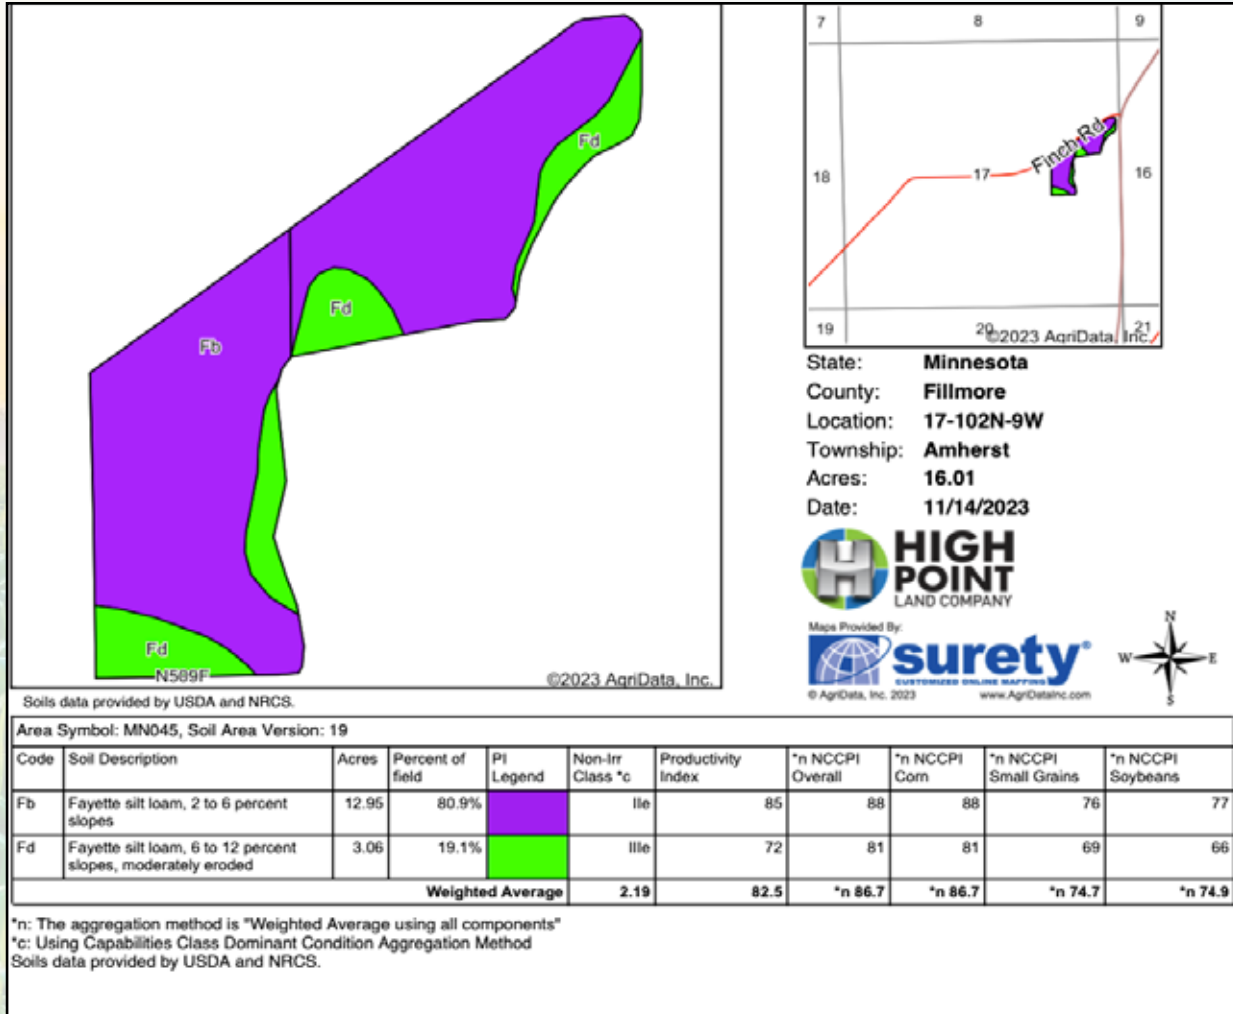 Fd
Fd
Fb
Fd
N589F
©2023 AgriData, Inc.
Soils data provided by USDA and NRCS.
7 8 9
Finch Rd
18 17 16
19 20 21
©2023 AgriData, Inc.
State: Minnesota
County: Fillmore
Location: 17-102N-9W
Township: Amherst
Acres: 16.01
Date: 11/14/2023
HIGH
POINT
LAND COMPANY
Maps Provided By:
surety®
CUSTOMIZED ONLINE MAPPING
© AgriData, Inc. 2023 www.AgriDataInc.com
N
W E
S
Area Symbol: MN045, Soil Area Version: 19
Code Soil Description Acres Percent of field PI Legend Non-Irr Class *c Productivity Index *n NCCPI Overall *n NCCPI Corn *n NCCPI Small Grains *n NCCPI Soybeans
Fb Fayette silt loam, 2 to 6 percent slopes 12.95 80.9% IIe 85 88 88 76 77
Fd Fayette silt loam, 6 to 12 percent slopes, moderately eroded 3.06 19.1% IIIe 72 81 81 69 66
Weighted Average 2.19 82.5 *n 86.7 *n 86.7 *n 74.7 *n 74.9
*n: The aggregation method is "Weighted Average using all components"
*c: Using Capabilities Class Dominant Condition Aggregation Method
Soils data provided by USDA and NRCS.